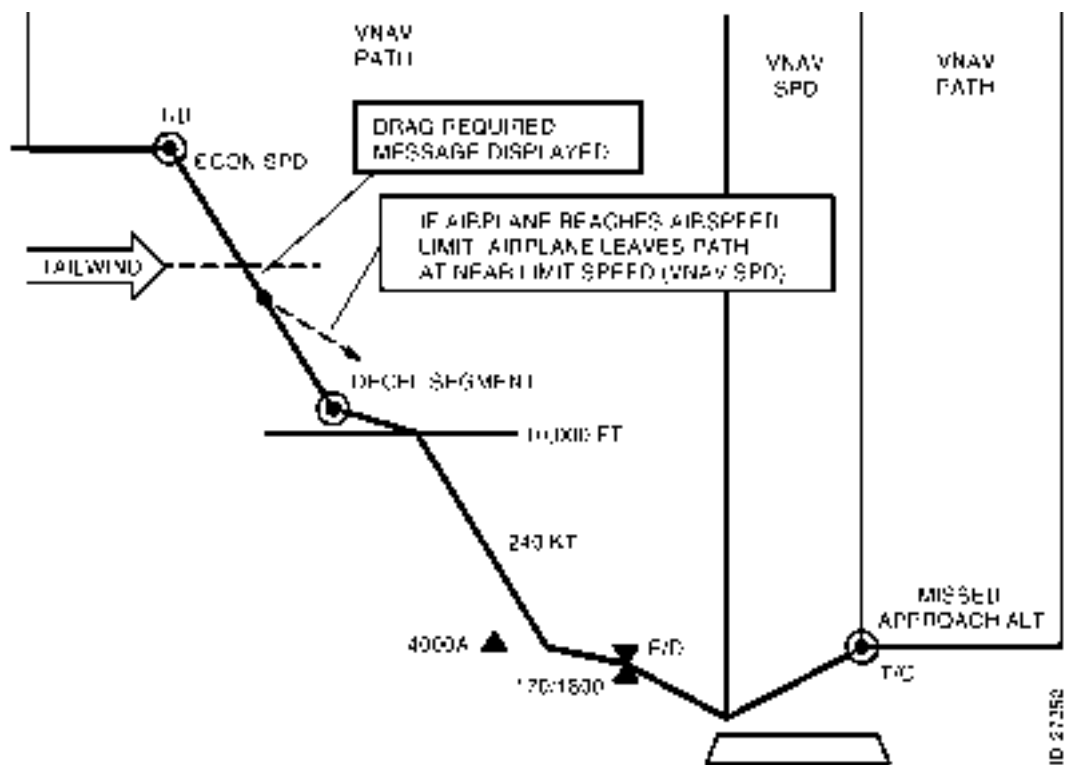 VNAV
PATH
VNAV
SPD
VNAV
PATH
T/D
ECON SPD
DRAG REQUIRED
MESSAGE DISPLAYED
IF AIRPLANE REACHES AIRSPEED
LIMIT, AIRPLANE LEAVES PATH
AT NEAR LIMIT SPEED (VNAV SPD)
TAILWIND
DECEL SEGMENT
10,000 FT
240 KT
4000A
E/D
170/1800
MISSED
APPROACH ALT
T/C